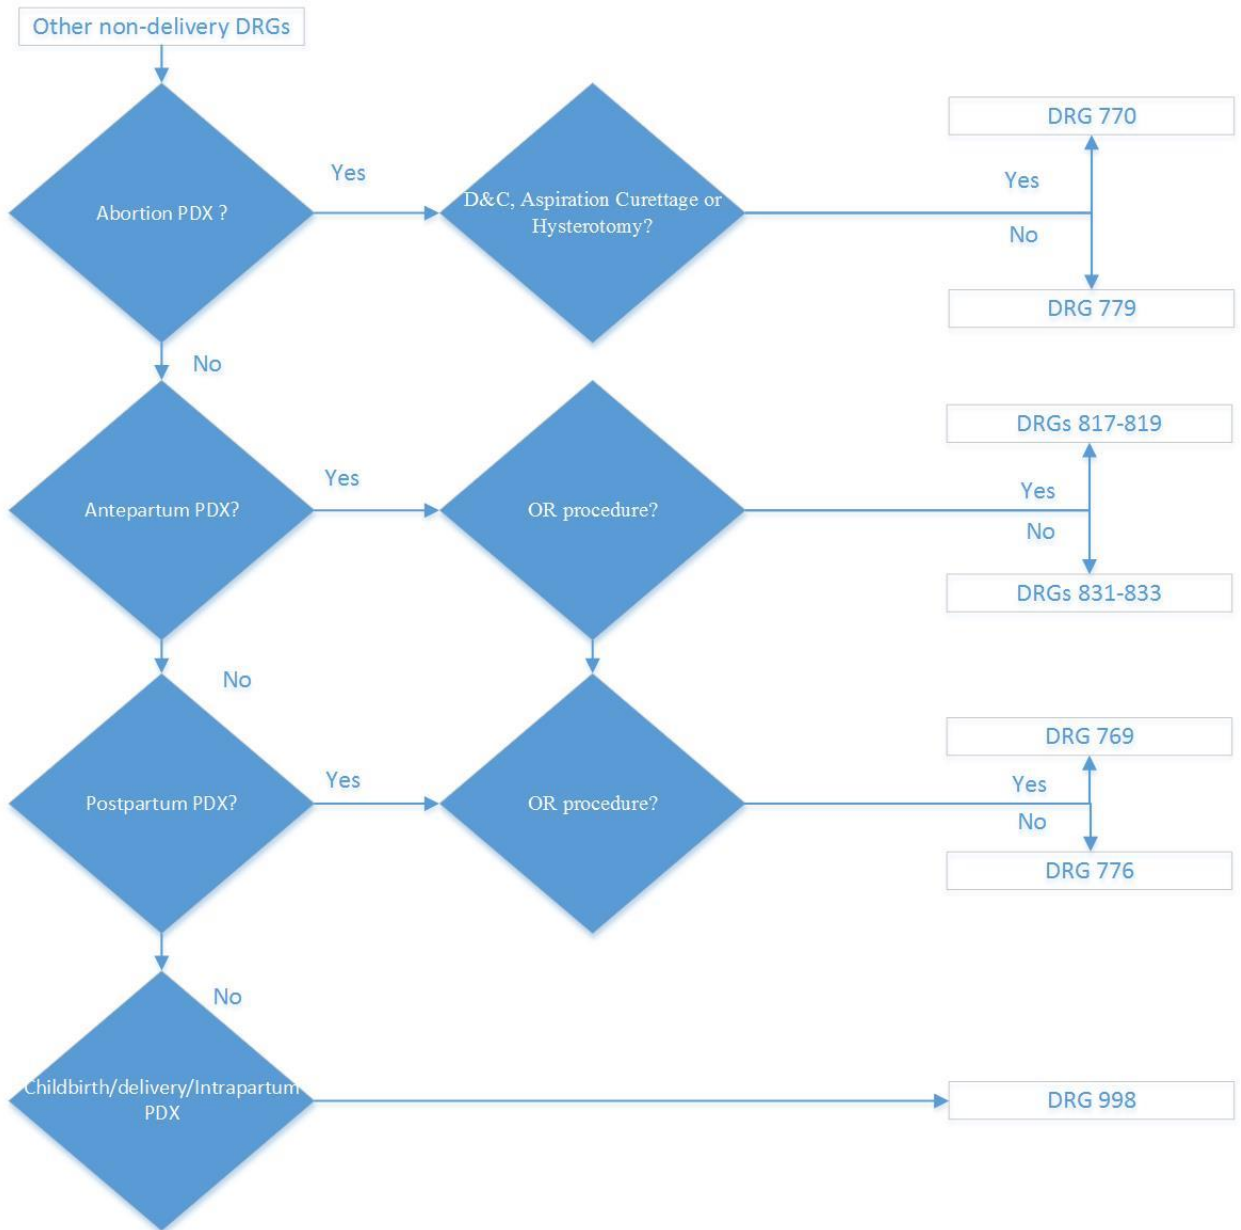 Other non-delivery DRGs
DRG 770
Yes
Yes
Abortion PDX ?
D&C, Aspiration Curettage or
Hysterotomy?
No
DRG 779
No
DRGs 817-819
Yes
Yes
Antepartum PDX?
OR procedure?
No
DRGs 831-833
No
DRG 769
Yes
Yes
Postpartum PDX?
OR procedure?
No
DRG 776
No
Childbirth/delivery/Intrapartum
PDX
DRG 998